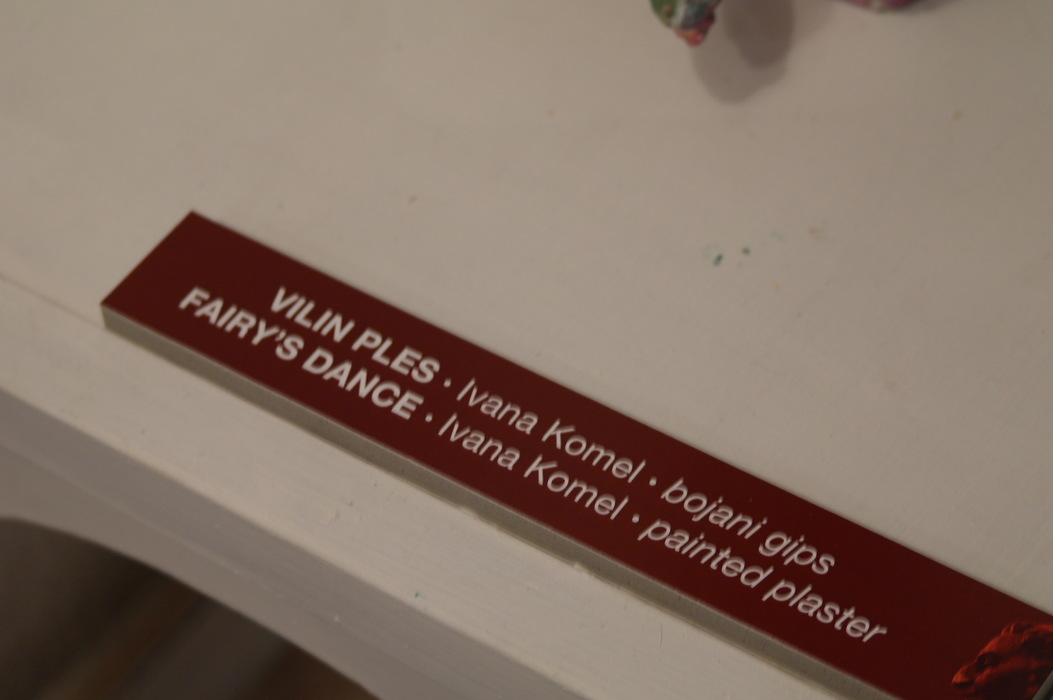 VILIN PLES • Ivana Komel • bojani gips
FAIRY'S DANCE • Ivana Komel • painted plaster